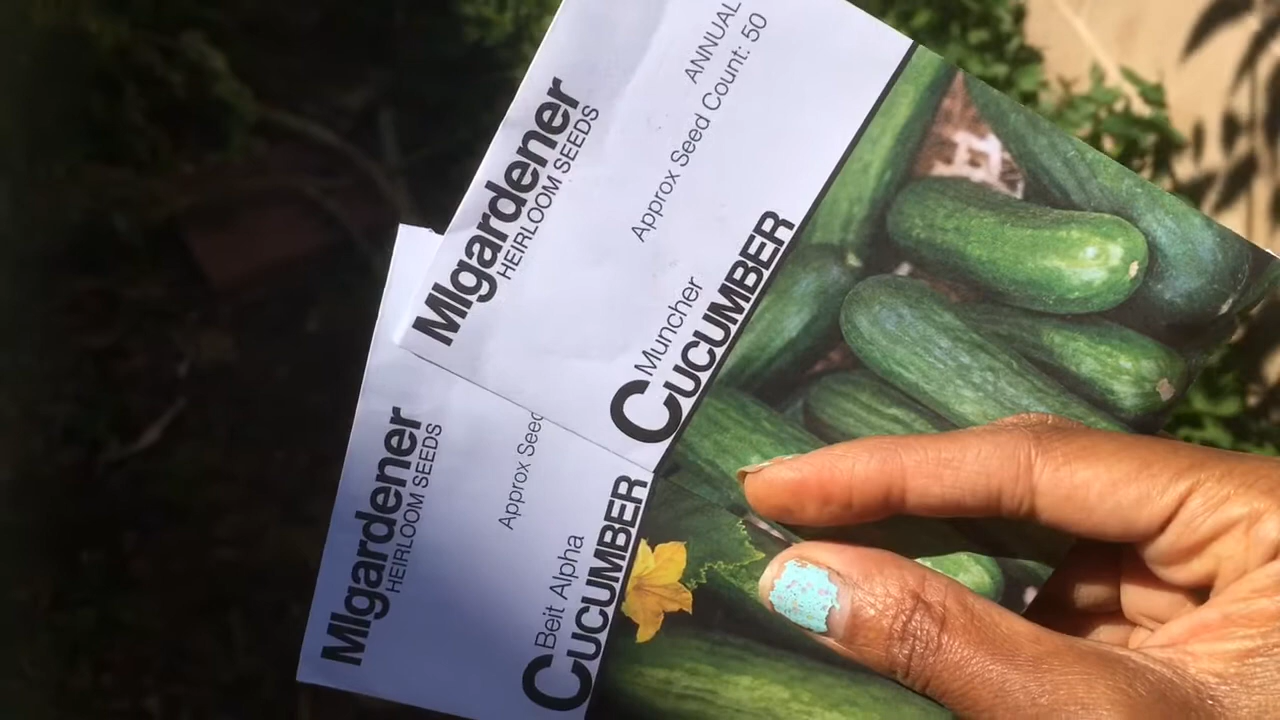 MIgardener
HEIRLOOM SEEDS
ANNUAL
Approx Seed Count: 50
Muncher
CUCUMBER
MIgardener
HEIRLOOM SEEDS
Approx Seed
Beit Alpha
CUCUMBER